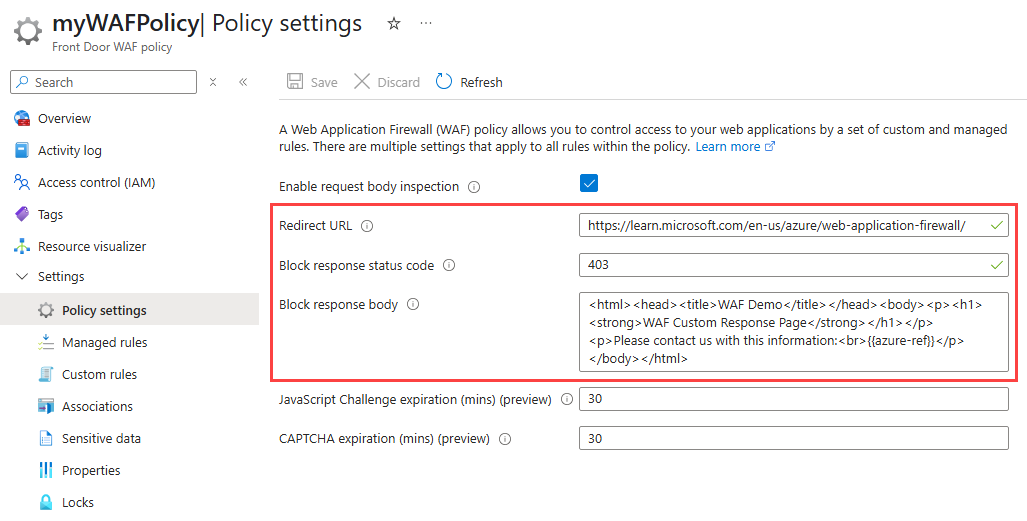 myWAFPolicy| Policy settings
Front Door WAF policy
Search
Overview
Activity log
Access control (IAM)
Tags
Resource visualizer
Settings
Policy settings
Managed rules
Custom rules
Associations
Sensitive data
Properties
Locks
Save Discard Refresh
A Web Application Firewall (WAF) policy allows you to control access to your web applications by a set of custom and managed
rules. There are multiple settings that apply to all rules within the policy. Learn more
Enable request body inspection
Redirect URL
https://learn.microsoft.com/en-us/azure/web-application-firewall/
Block response status code
403
Block response body
<html><head><title>WAF Demo</title></head><body><p><h1>
<strong>WAF Custom Response Page</strong></h1></p>
<p>Please contact us with this information:<br>{{azure-ref}}</p>
</body></html>
JavaScript Challenge expiration (mins) (preview)
30
CAPTCHA expiration (mins) (preview)
30